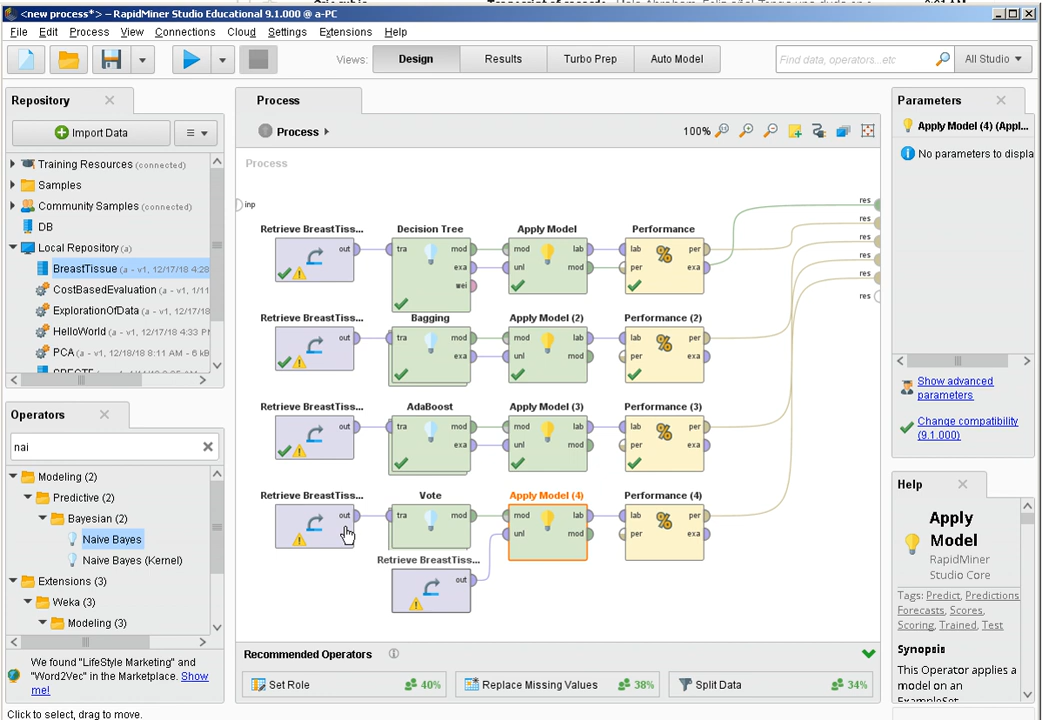 <new process*> – RapidMiner Studio Educational 9.1.000 @ a-PC
File Edit Process View Connections Cloud Settings Extensions Help
Views: Design Results Turbo Prep Auto Model
Find data, operators...etc
All Studio
Repository
Import Data
Training Resources (connected)
Samples
Community Samples (connected)
DB
Local Repository (a)
BreastTissue (a - v1, 12/17/18 4:28
CostBasedEvaluation (a - v1, 1/11
ExplorationOfData (a - v1, 12/17/18
HelloWorld (a - v1, 12/17/18 4:33 P
PCA (a - v1, 12/18/18 8:11 AM - 6 kB
Operators
nai
Modeling (2)
Predictive (2)
Bayesian (2)
Naive Bayes
Naive Bayes (Kernel)
Extensions (3)
Weka (3)
Modeling (3)
We found "LifeStyle Marketing" and
"Word2Vec" in the Marketplace. Show
me!
Click to select, drag to move.
Process
Process
100%
Process
inp
res
res
res
res
res
res
Retrieve BreastTiss...
out
Decision Tree
tra mod
exa
wei
Apply Model
mod lab
unl mod
Performance
lab per
per exa
Retrieve BreastTiss...
out
Bagging
tra mod
exa
Apply Model (2)
mod lab
unl mod
Performance (2)
lab per
per exa
Retrieve BreastTiss...
out
AdaBoost
tra mod
exa
Apply Model (3)
mod lab
unl mod
Performance (3)
lab per
per exa
Retrieve BreastTiss...
out
Vote
tra mod
Apply Model (4)
mod lab
unl mod
Performance (4)
lab per
per exa
Retrieve BreastTiss...
out
Recommended Operators
Set Role 40%
Replace Missing Values 38%
Split Data 34%
Parameters
Apply Model (4) (Appl...
No parameters to displa
Show advanced
parameters
Change compatibility
(9.1.000)
Help
Apply
Model
RapidMiner
Studio Core
Tags: Predict, Predictions
Forecasts, Scores,
Scoring, Trained, Test
Synopsis
This Operator applies a
model on an